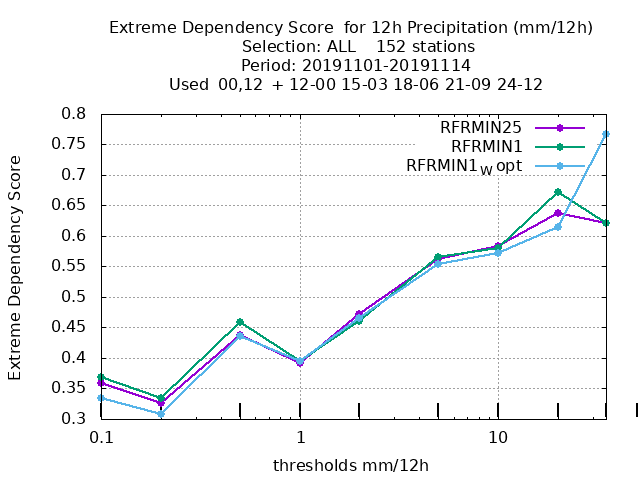 Extreme Dependency Score  for 12h Precipitation (mm/12h)
Selection: ALL    152 stations
Period: 20191101-20191114
Used  00,12  + 12-00 15-03 18-06 21-09 24-12
RFRMIN25
RFRMIN1
RFRMIN1W opt
Extreme Dependency Score
0.8
0.75
0.7
0.65
0.6
0.55
0.5
0.45
0.4
0.35
0.3
0.1 1 10
thresholds mm/12h